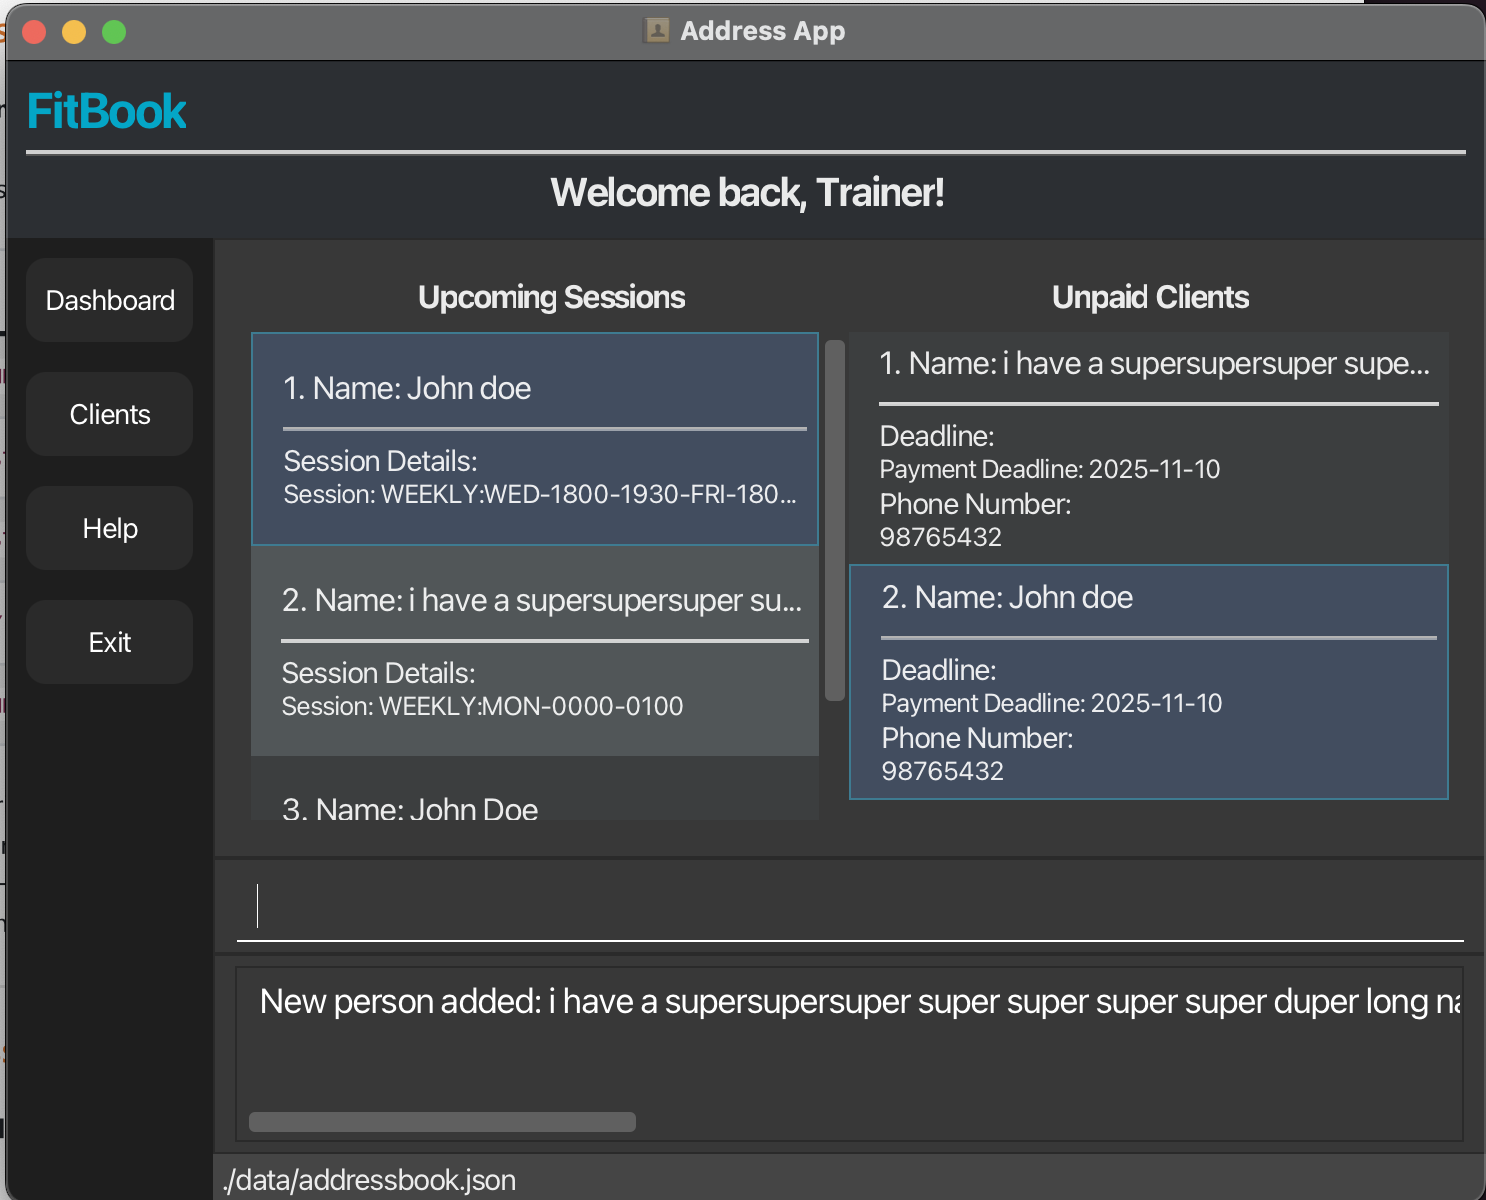 Address App
FitBook
Welcome back, Trainer!
Dashboard
Clients
Help
Exit
Upcoming Sessions
1. Name: John doe
Session Details:
Session: WEEKLY:WED-1800-1930-FRI-180...
2. Name: i have a supersupersuper su...
Session Details:
Session: WEEKLY:MON-0000-0100
3. Name: John Doe
Unpaid Clients
1. Name: i have a supersupersuper supe...
Deadline:
Payment Deadline: 2025-11-10
Phone Number:
98765432
2. Name: John doe
Deadline:
Payment Deadline: 2025-11-10
Phone Number:
98765432
New person added: i have a supersupersuper super super super super duper long na
./data/addressbook.json